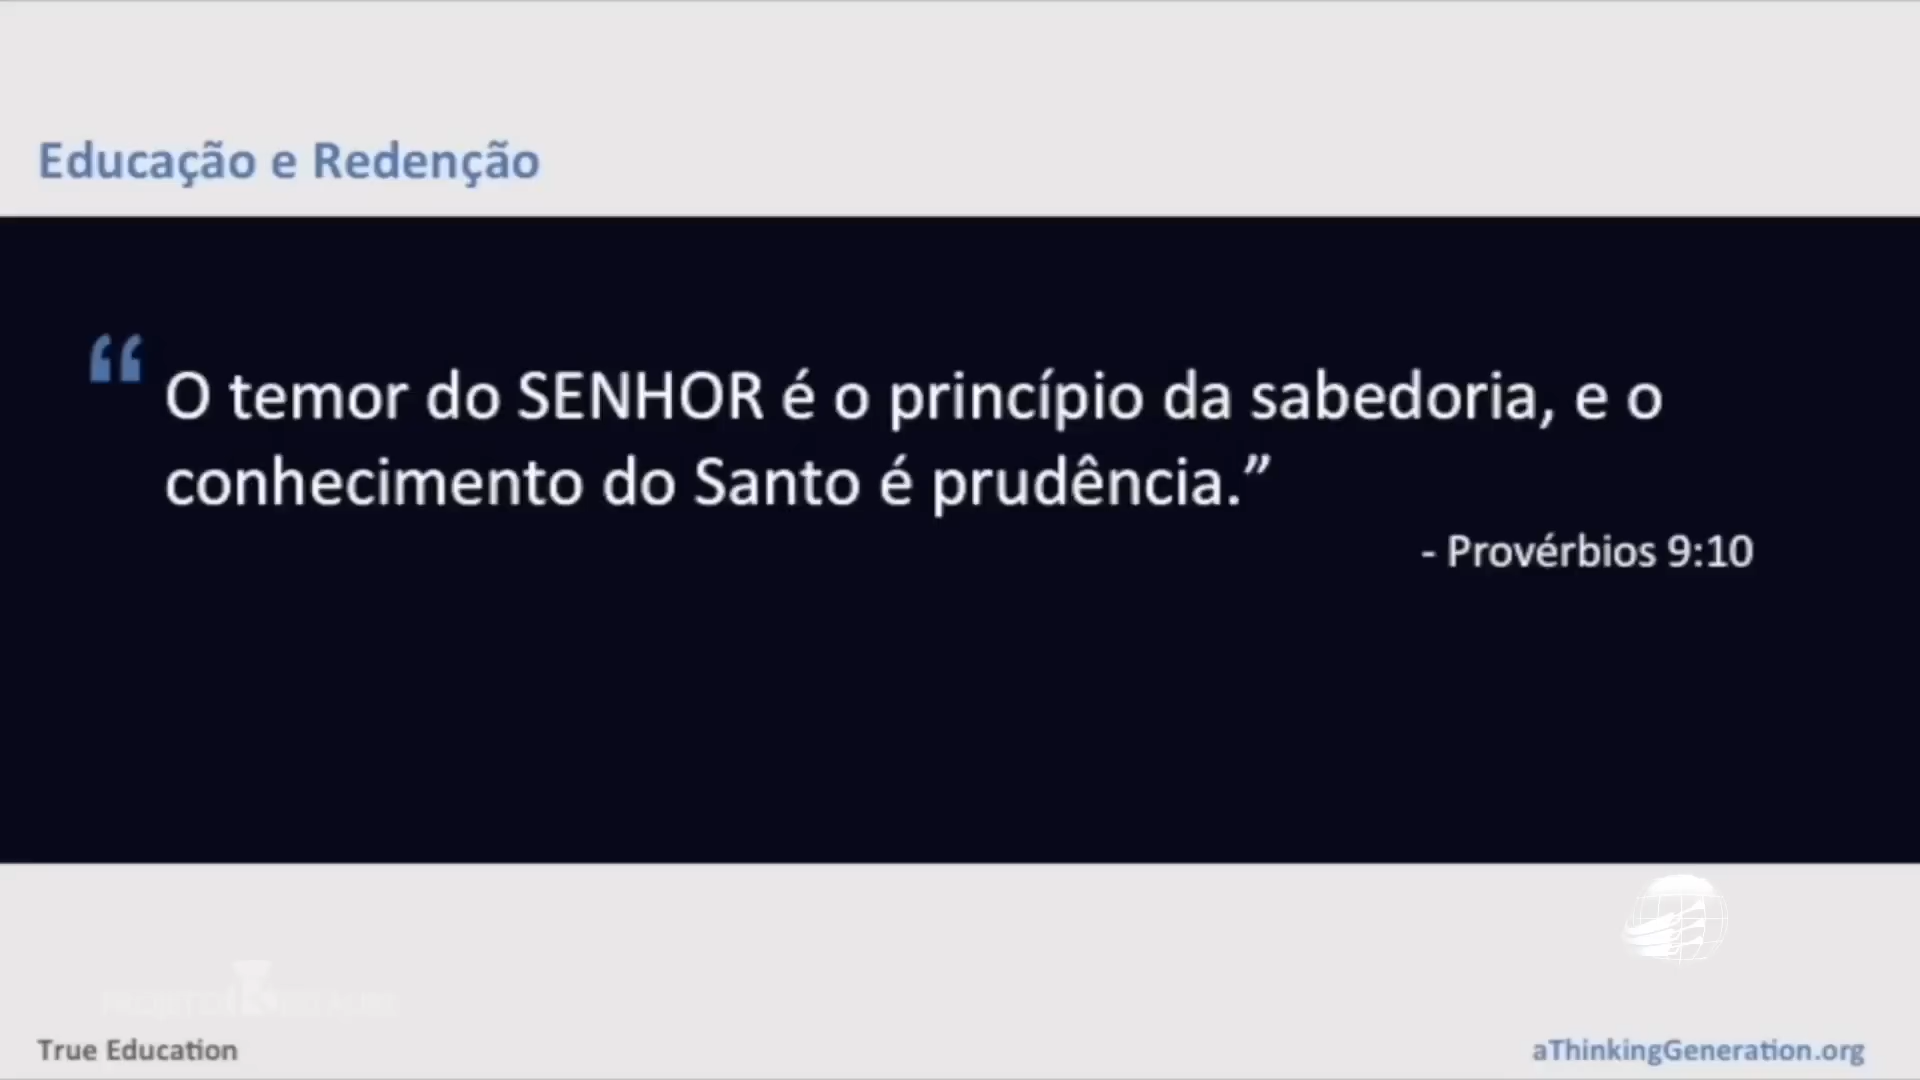 Educação e Redenção
“O temor do SENHOR é o princípio da sabedoria, e o
conhecimento do Santo é prudência.”
- Provérbios 9:10
True Education
aThinkingGeneration.org